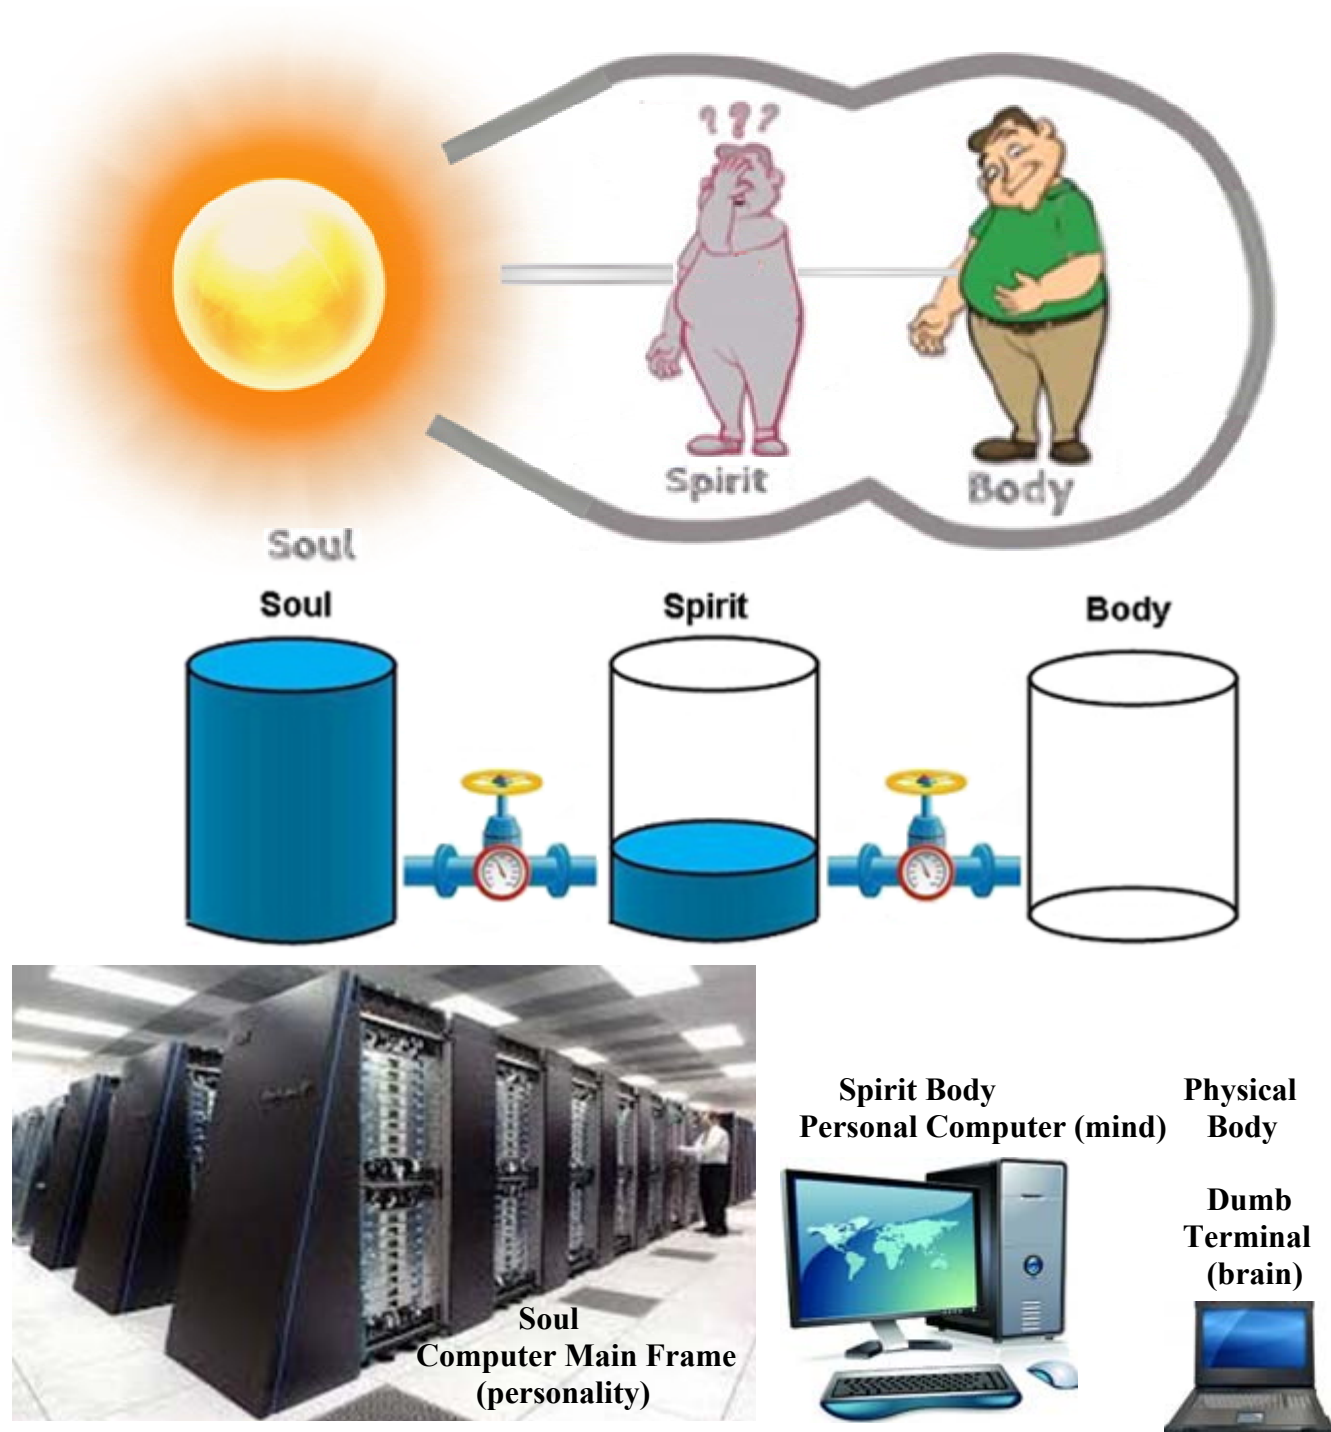 ? ? ?
Spirit
Body
Soul
Soul
Spirit
Body
Spirit Body
Personal Computer (mind)
Physical
Body
Dumb
Terminal
(brain)
Soul
Computer Main Frame
(personality)